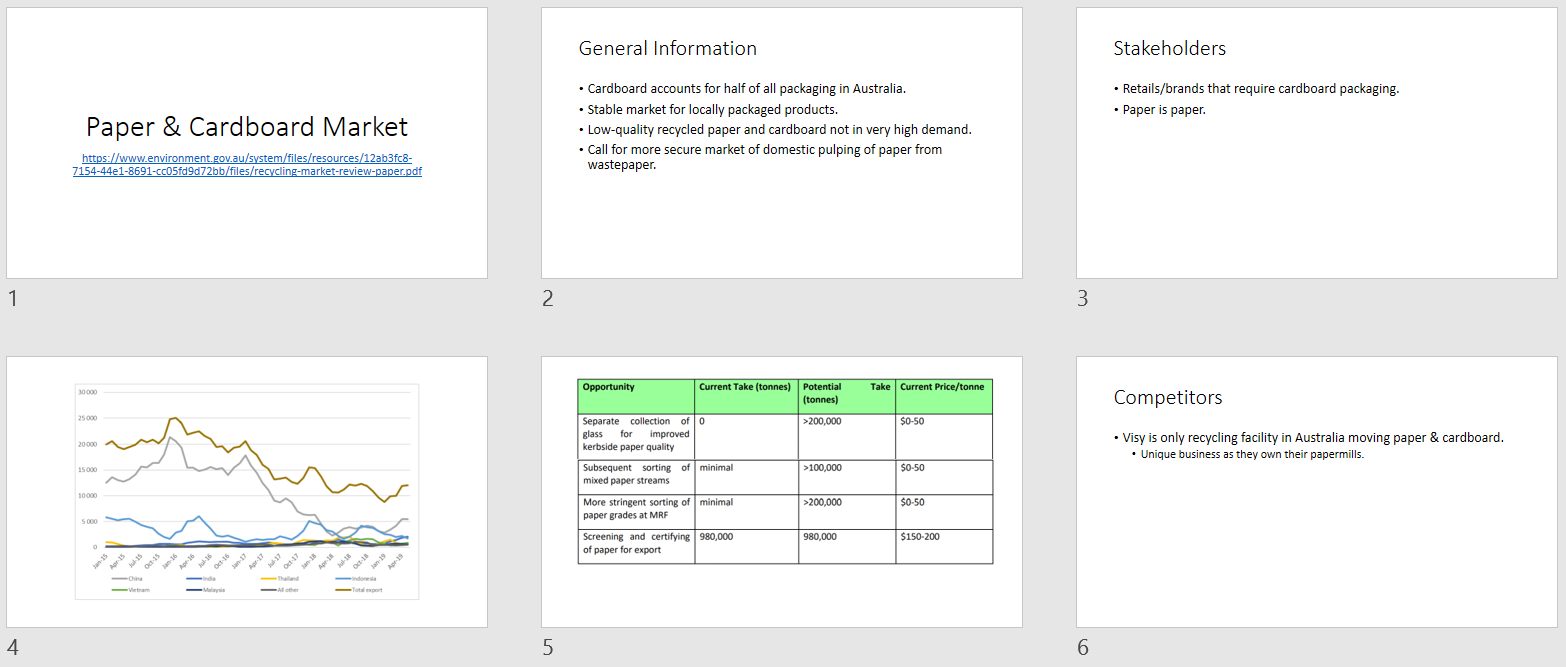 Paper & Cardboard Market
https://www.environment.gov.au/system/files/resources/12ab3fc8-
7154-44e1-8691-cc05fd9d72bb/files/recycling-market-review-paper.pdf
1
General Information
• Cardboard accounts for half of all packaging in Australia.
• Stable market for locally packaged products.
• Low-quality recycled paper and cardboard not in very high demand.
• Call for more secure market of domestic pulping of paper from
wastepaper.
2
Stakeholders
• Retails/brands that require cardboard packaging.
• Paper is paper.
3
30 000
25 000
20 000
15 000
10 000
5 000
0
Jan-15 Apr-15 Jul-15 Oct-15 Jan-16 Apr-16 Jul-16 Oct-16 Jan-17 Apr-17 Jul-17 Oct-17 Jan-18 Apr-18 Jul-18 Oct-18 Jan-19 Apr-19
China India Thailand Indonesia
Vietnam Malaysia All other Total export
4
Opportunity Current Take (tonnes) Potential Take Current Price/tonne
(tonnes)
Separate collection of 0 >200,000 $0-50
glass for improved
kerbside paper quality
Subsequent sorting of minimal >100,000 $0-50
mixed paper streams
More stringent sorting of minimal >200,000 $0-50
paper grades at MRF
Screening and certifying 980,000 980,000 $150-200
of paper for export
5
Competitors
• Visy is only recycling facility in Australia moving paper & cardboard.
• Unique business as they own their papermills.
6